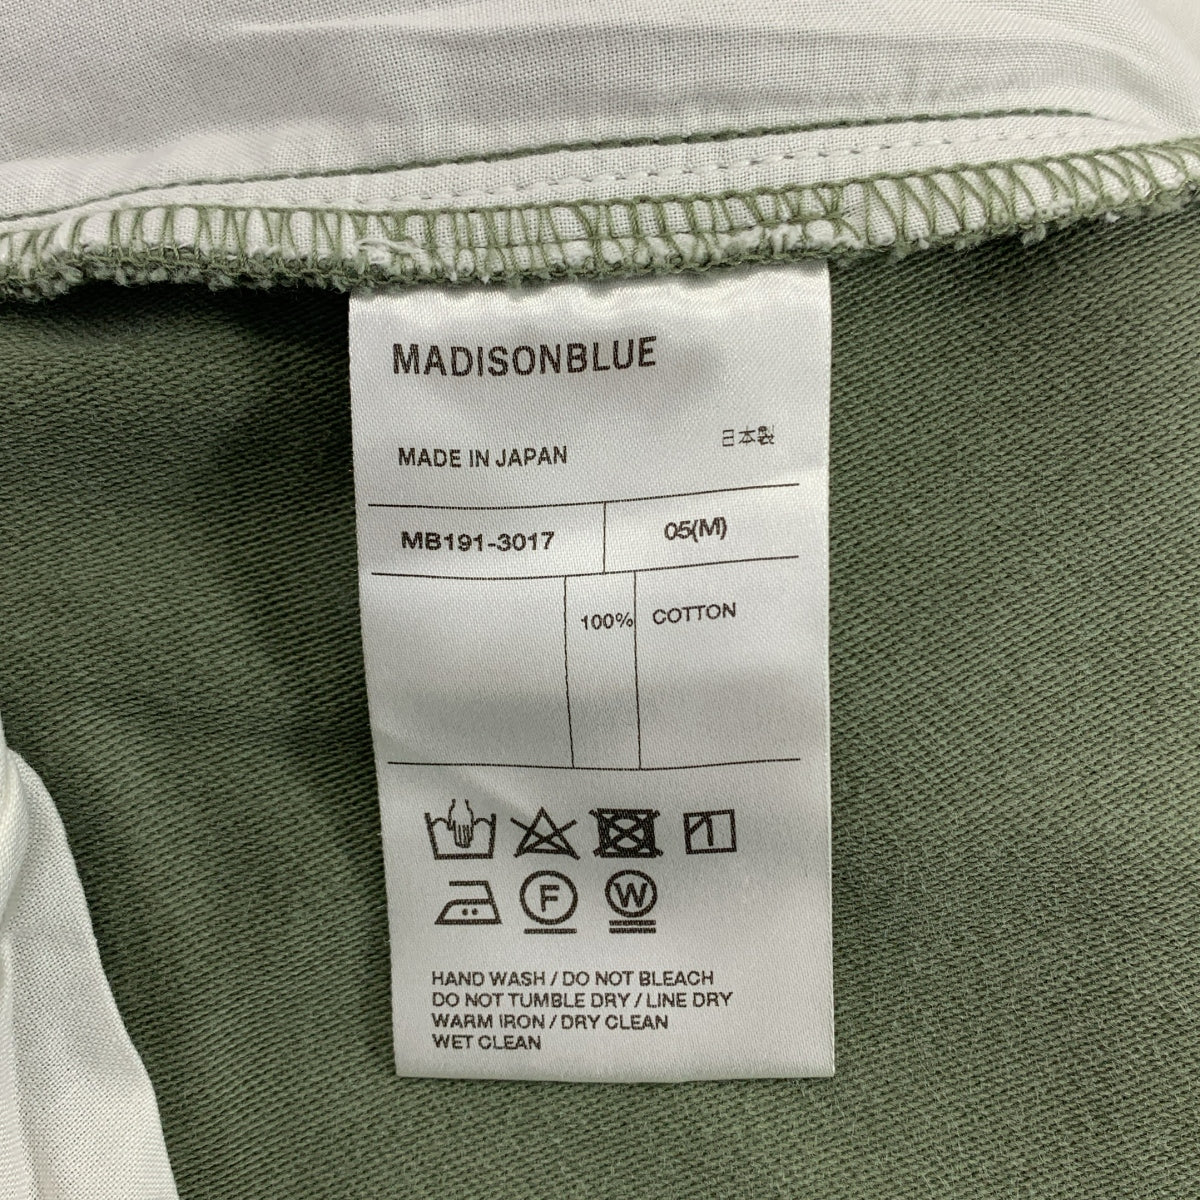 MADISONBLUE
MADE IN JAPAN 日本製
MB191-3017 05(M)
100% COTTON
F W
HAND WASH / DO NOT BLEACH
DO NOT TUMBLE DRY / LINE DRY
WARM IRON / DRY CLEAN
WET CLEAN